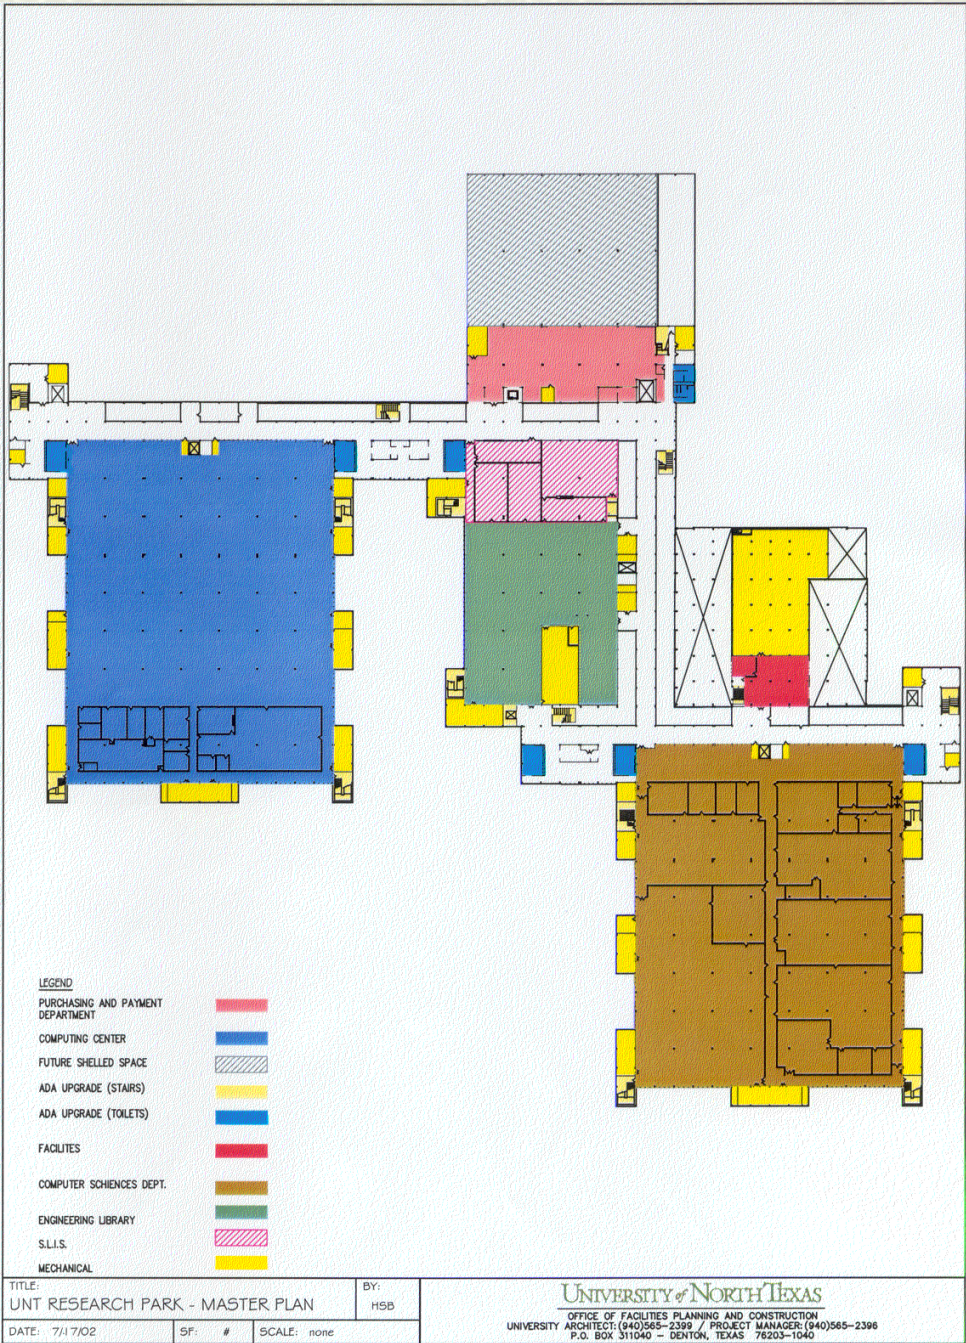 LEGEND
PURCHASING AND PAYMENT
DEPARTMENT
COMPUTING CENTER
FUTURE SHELLED SPACE
ADA UPGRADE (STAIRS)
ADA UPGRADE (TOILETS)
FACILITES
COMPUTER SCHIENCES DEPT.
ENGINEERING LIBRARY
S.L.I.S.
MECHANICAL
TITLE:
UNT RESEARCH PARK - MASTER PLAN
BY:
HSB
DATE: 7/17/02
SF: #
SCALE: none
UNIVERSITY of NORTH TEXAS
OFFICE OF FACILITIES PLANNING AND CONSTRUCTION
UNIVERSITY ARCHITECT:(940)565-2399 / PROJECT MANAGER:(940)565-2396
P.O. BOX 311040 - DENTON, TEXAS 76203-1040